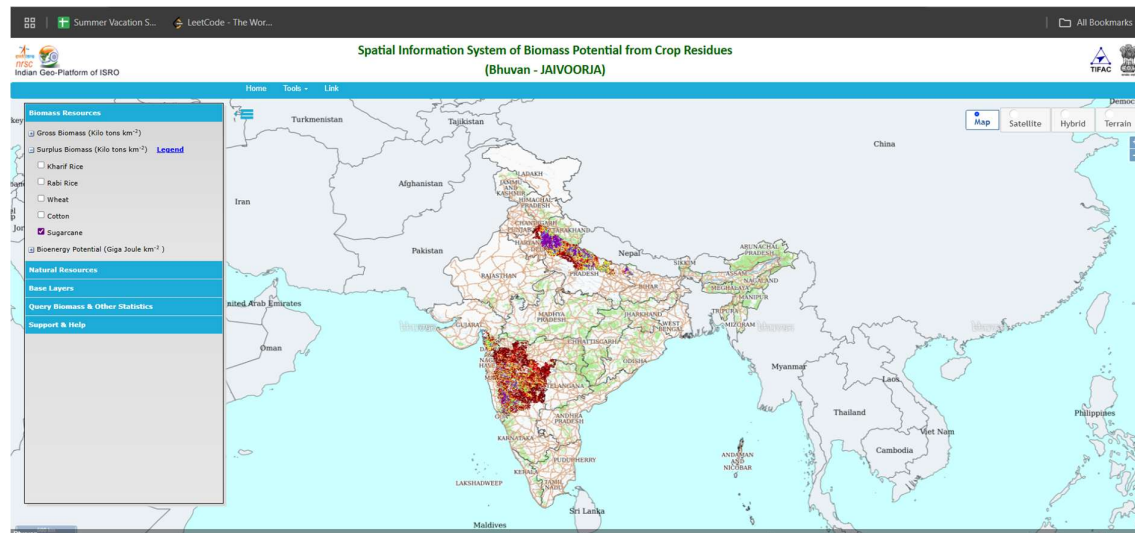 Summer Vacation S...
LeetCode - The Wor...
All Bookmarks
nrsc
Indian Geo-Platform of ISRO
Spatial Information System of Biomass Potential from Crop Residues
(Bhuvan - JAIVOORJA)
TIFAC
Home Tools Link
Biomass Resources
Gross Biomass (Kilo tons km-2)
Surplus Biomass (Kilo tons km-2) Legend
Kharif Rice
Rabi Rice
Wheat
Cotton
Sugarcane
Bioenergy Potential (Giga Joule km-2 )
Natural Resources
Base Layers
Query Biomass & Other Statistics
Support & Help
Map Satellite Hybrid Terrain
Turkmenistan
Tajikistan
China
Afghanistan
Iran
Pakistan
Nepal
Oman
Myanmar
Laos
Thailand
Viet Nam
Cambodia
Philippines
Sri Lanka
Maldives
LADAKH
JAMMU
AND
KASHMIR
HIMACHAL
PRADESH
RAJASTHAN
PRADESH
BIHAR
SIKKIM
ARUNACHAL
PRADESH
ASSAM
NAGALAND
MEGHALAYA
MANIPUR
TRIPURA
MIZORAM
GUJARAT
MADHYA
PRADESH
JHARKHAND
WEST
BENGAL
CHHATTISGARH
ODISHA
TELANGANA
ANDHRA
PRADESH
KARNATAKA
PUDUCHERRY
KERALA
TAMIL
NADU
LAKSHADWEEP
ANDAMAN
AND
NICOBAR